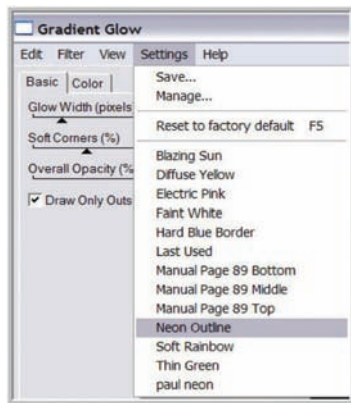 Gradient Glow
Edit Filter View Settings Help
Basic Color
Glow Width (pixels
Soft Corners (%)
Overall Opacity (%
Draw Only Outs
Save...
Manage...
Reset to factory default F5
Blazing Sun
Diffuse Yellow
Electric Pink
Faint White
Hard Blue Border
Last Used
Manual Page 89 Bottom
Manual Page 89 Middle
Manual Page 89 Top
Neon Outline
Soft Rainbow
Thin Green
paul neon